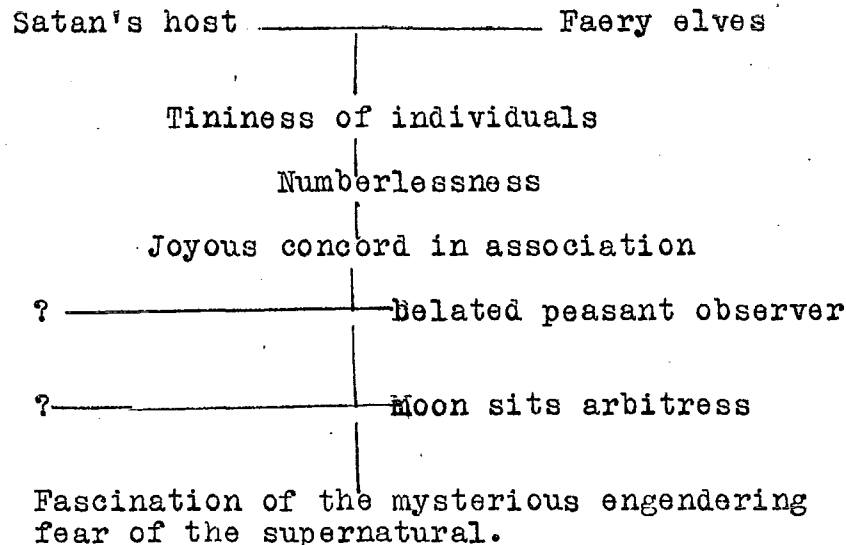 Satan's host Faery elves
Tininess of individuals
Numberlessness
Joyous concord in association
? Belated peasant observer
? Moon sits arbitress
Fascination of the mysterious engendering
fear of the supernatural.